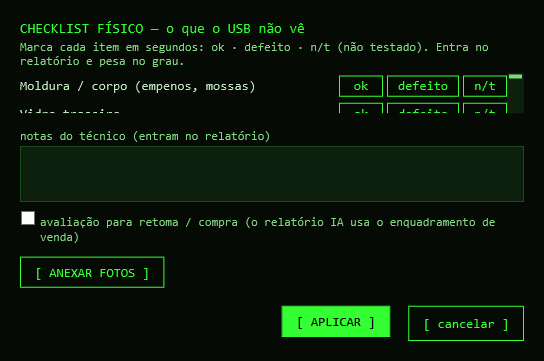 CHECKLIST FÍSICO — o que o USB não vê
Marca cada item em segundos: ok · defeito · n/t (não testado). Entra no
relatório e pesa no grau.
Moldura / corpo (empenos, mossas) ok defeito n/t
Vidro traseiro ok defeito n/t
notas do técnico (entram no relatório)
avaliação para retoma / compra (o relatório IA usa o enquadramento de
venda)
[ ANEXAR FOTOS ]
[ APLICAR ] [ cancelar ]